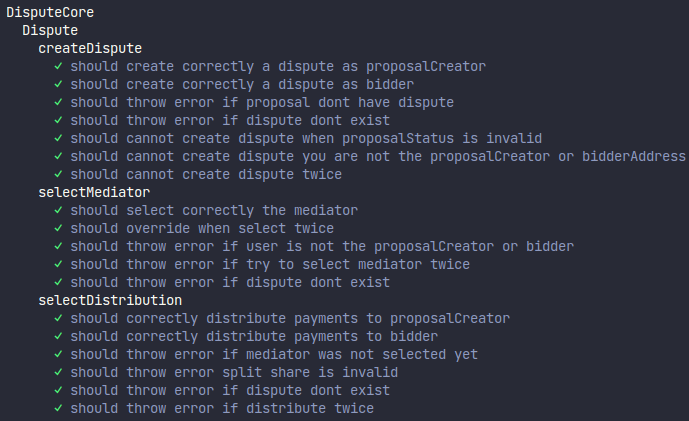 DisputeCore
Dispute
createDispute
✓ should create correctly a dispute as proposalCreator
✓ should create correctly a dispute as bidder
✓ should throw error if proposal dont have dispute
✓ should throw error if dispute dont exist
✓ should cannot create dispute when proposalStatus is invalid
✓ should cannot create dispute you are not the proposalCreator or bidderAddress
✓ should cannot create dispute twice
selectMediator
✓ should select correctly the mediator
✓ should override when select twice
✓ should throw error if user is not the proposalCreator or bidder
✓ should throw error if try to select mediator twice
✓ should throw error if dispute dont exist
selectDistribution
✓ should correctly distribute payments to proposalCreator
✓ should correctly distribute payments to bidder
✓ should throw error if mediator was not selected yet
✓ should throw error split share is invalid
✓ should throw error if dispute dont exist
✓ should throw error if distribute twice